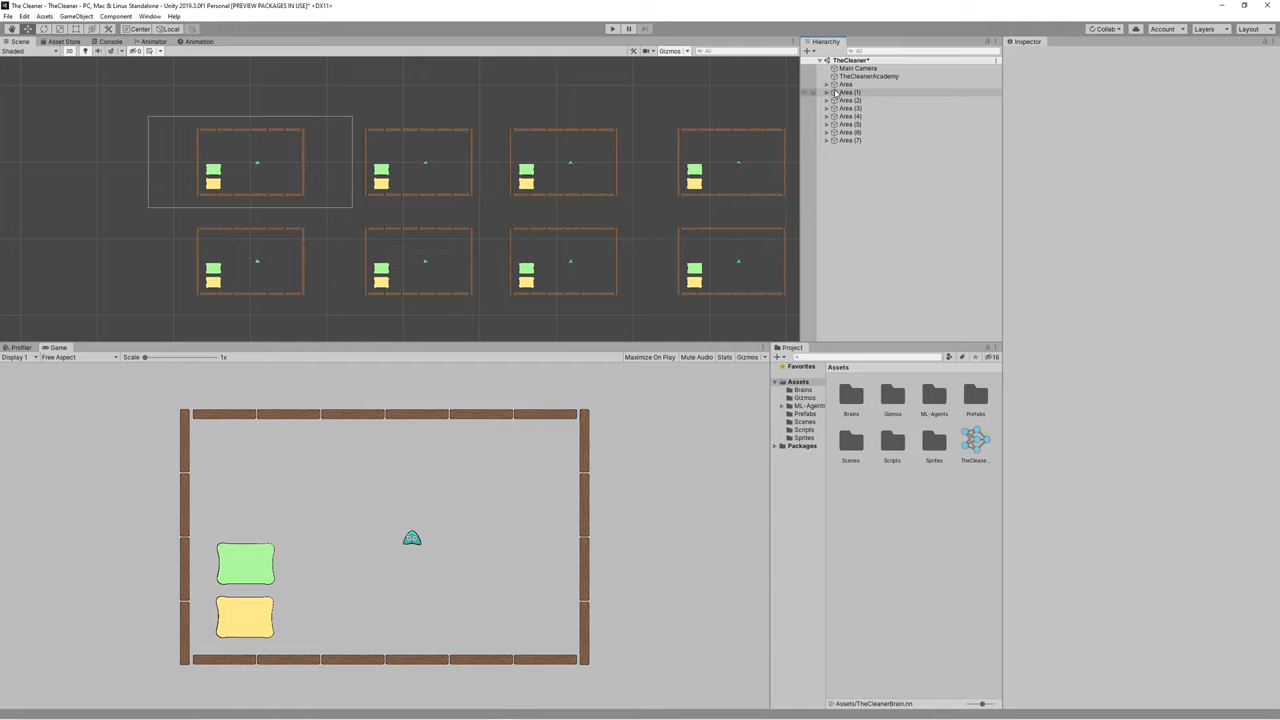 The Cleaner - TheCleaner - PC, Mac & Linux Standalone - Unity 2019.3.0f1 Personal [PREVIEW PACKAGES IN USE]* <DX11>
File Edit Assets GameObject Component Window Help
Center Local Collab Account Layers Layout
Scene Asset Store Console Animator Animation
Shaded 2D 0 Gizmos All
Hierarchy
All
TheCleaner*
Main Camera
TheCleanerAcademy
Area
Area (1)
Area (2)
Area (3)
Area (4)
Area (5)
Area (6)
Area (7)
Inspector
Profiler Game
Display 1 Free Aspect Scale 1x Maximize On Play Mute Audio Stats Gizmos
Project
16
Favorites
Assets
Brains
Gizmos
ML-Agents
Prefabs
Scenes
Scripts
Sprites
Packages
Assets
Brains Gizmos ML-Agents Prefabs
Scenes Scripts Sprites TheCleane...
Assets/TheCleanerBrain.nn